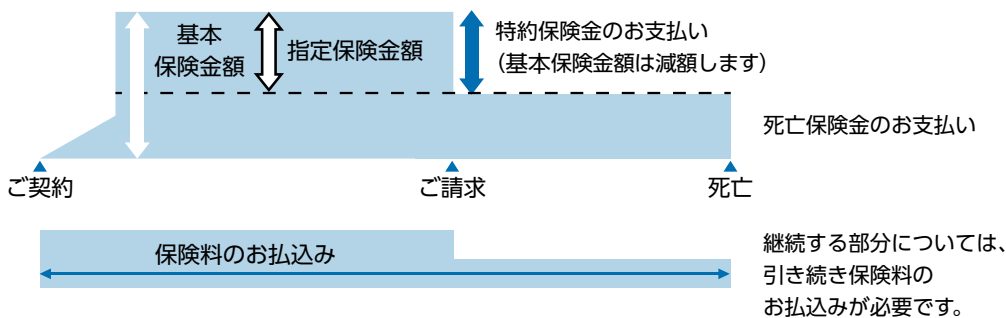 基本
保険金額
指定保険金額
特約保険金のお支払い
（基本保険金額は減額します）
死亡保険金のお支払い
ご契約
ご請求
死亡
保険料のお払込み
継続する部分については、
引き続き保険料の
お払込みが必要です。